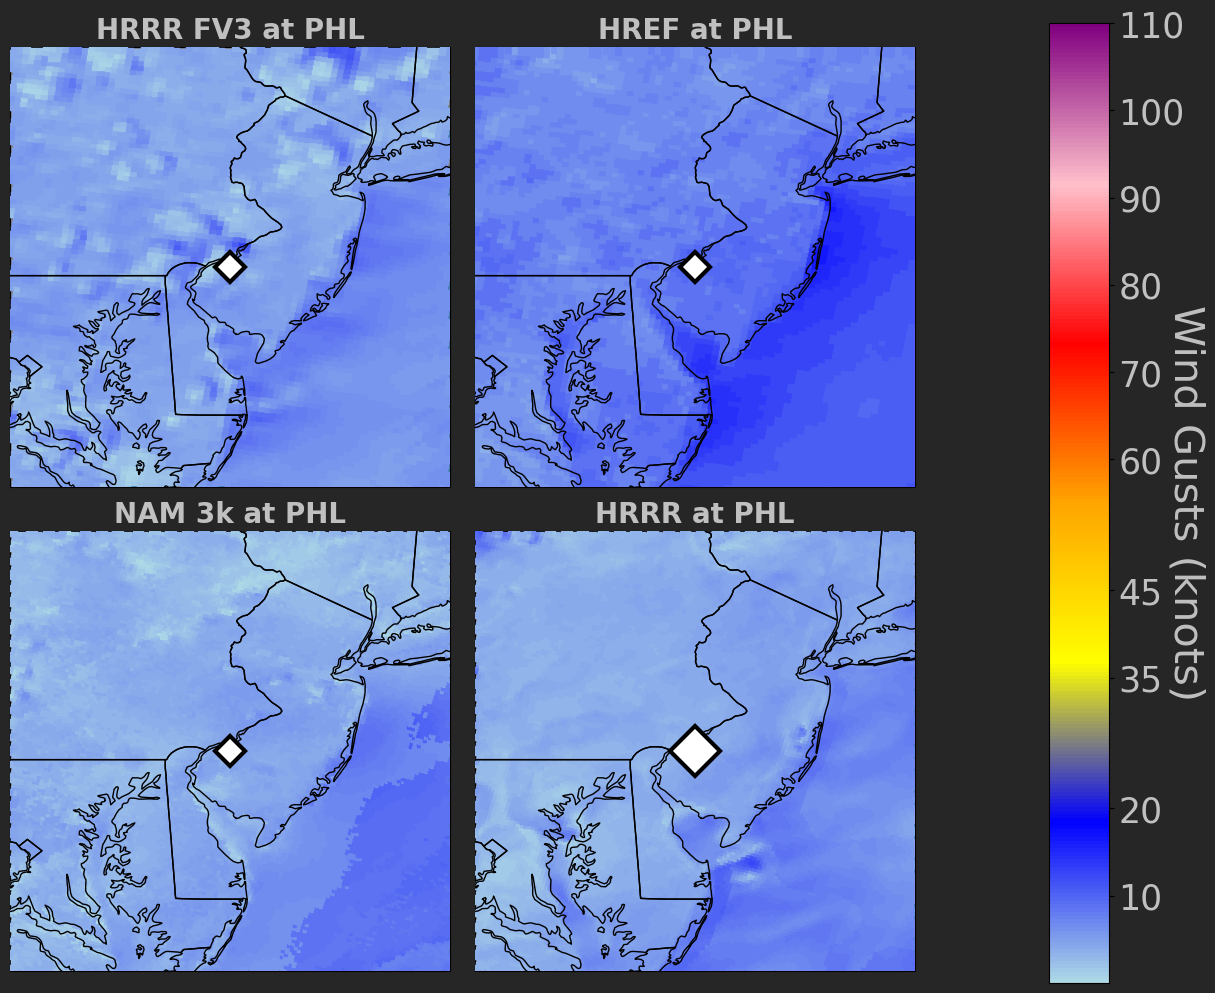 HRRR FV3 at PHL
HREF at PHL
NAM 3k at PHL
HRRR at PHL
110
100
90
80
70
60
45
35
20
10
Wind Gusts (knots)